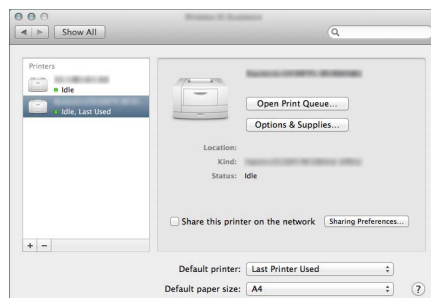 Show All
Printers
Idle
Idle, Last Used
Open Print Queue...
Options & Supplies...
Location:
Kind:
Status: Idle
Share this printer on the network Sharing Preferences...
+ −
Default printer: Last Printer Used
Default paper size: A4 ?